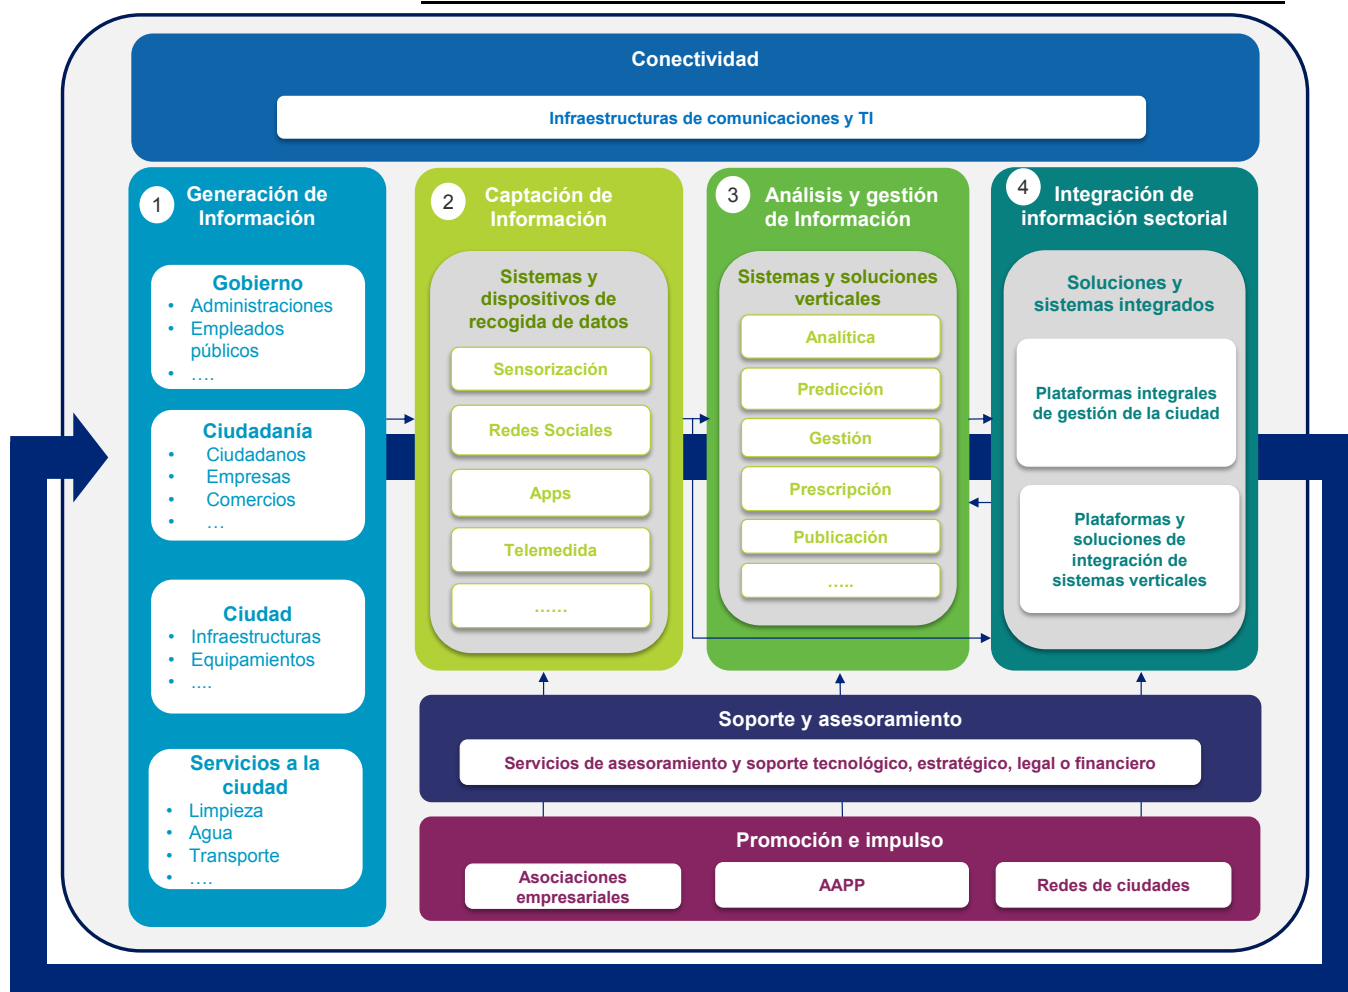 Conectividad
Infraestructuras de comunicaciones y TI
1
Generación de
Información
Gobierno
• Administraciones
• Empleados
públicos
• ….
Ciudadanía
• Ciudadanos
• Empresas
• Comercios
• …
Ciudad
• Infraestructuras
• Equipamientos
• ....
Servicios a la
ciudad
• Limpieza
• Agua
• Transporte
• ….
2
Captación de
Información
Sistemas y
dispositivos de
recogida de datos
Sensorización
Redes Sociales
Apps
Telemedida
……
3
Análisis y gestión
de Información
Sistemas y soluciones
verticales
Analítica
Predicción
Gestión
Prescripción
Publicación
…..
4
Integración de
información sectorial
Soluciones y
sistemas integrados
Plataformas integrales
de gestión de la ciudad
Plataformas y
soluciones de
integración de
sistemas verticales
Soporte y asesoramiento
Servicios de asesoramiento y soporte tecnológico, estratégico, legal o financiero
Promoción e impulso
Asociaciones
empresariales
AAPP
Redes de ciudades